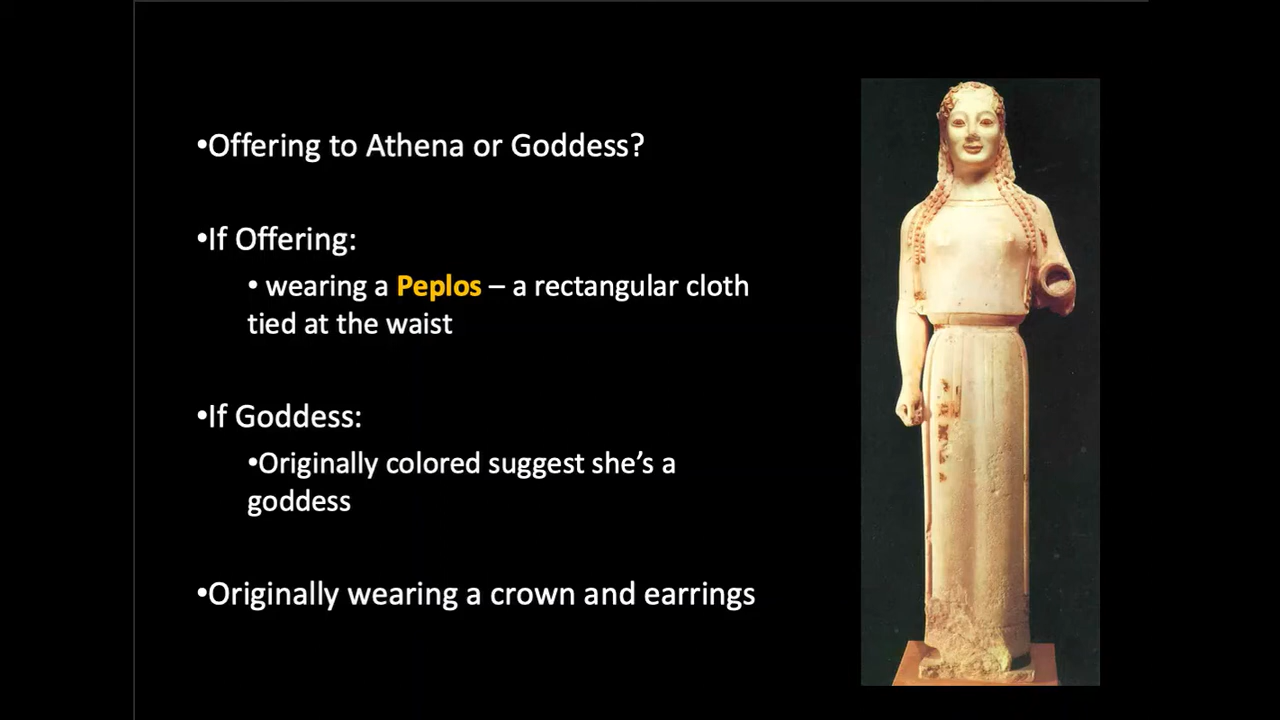 •Offering to Athena or Goddess?
•If Offering:
• wearing a Peplos – a rectangular cloth
tied at the waist
•If Goddess:
•Originally colored suggest she’s a
goddess
•Originally wearing a crown and earrings